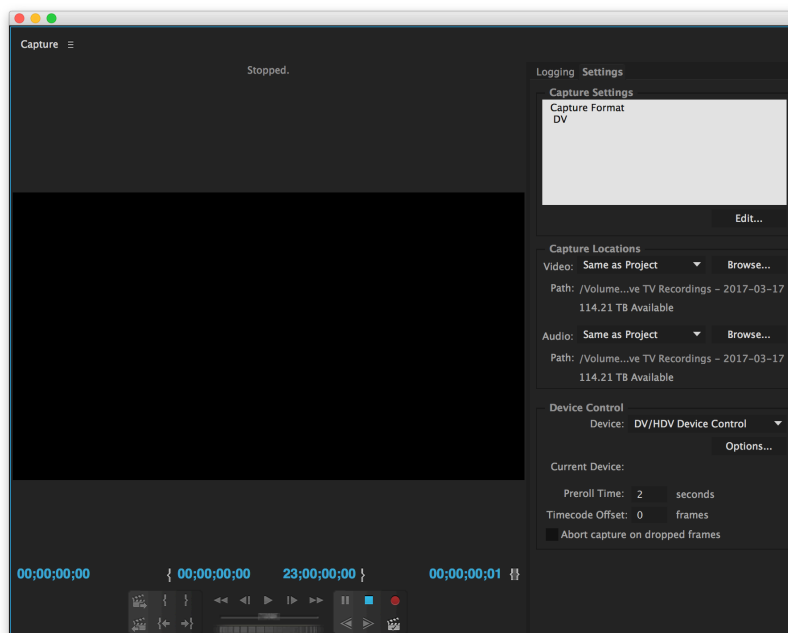 Capture
Stopped.
Logging Settings
Capture Settings
Capture Format
DV
Edit...
Capture Locations
Video: Same as Project Browse...
Path: /Volume...ve TV Recordings - 2017-03-17
114.21 TB Available
Audio: Same as Project Browse...
Path: /Volume...ve TV Recordings - 2017-03-17
114.21 TB Available
Device Control
Device: DV/HDV Device Control
Options...
Current Device:
Preroll Time: 2 seconds
Timecode Offset: 0 frames
Abort capture on dropped frames
00;00;00;00 { 00;00;00;00 23;00;00;00 } 00;00;00;01